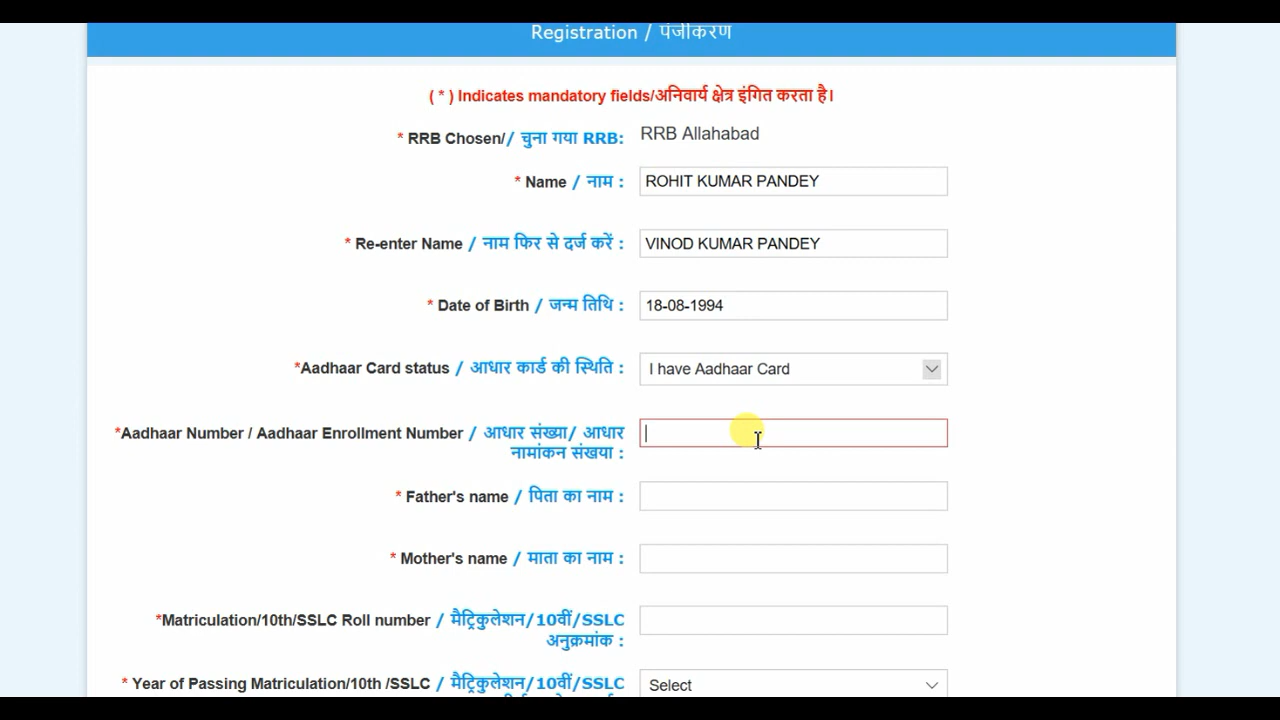 Registration / पंजीकरण
( * ) Indicates mandatory fields/अनिवार्य क्षेत्र इंगित करता है।
* RRB Chosen/ / चुना गया RRB: RRB Allahabad
* Name / नाम : ROHIT KUMAR PANDEY
* Re-enter Name / नाम फिर से दर्ज करें : VINOD KUMAR PANDEY
* Date of Birth / जन्म तिथि : 18-08-1994
*Aadhaar Card status / आधार कार्ड की स्थिति : I have Aadhaar Card
*Aadhaar Number / Aadhaar Enrollment Number / आधार संख्या/ आधार
नामांकन संखया :
* Father's name / पिता का नाम :
* Mother's name / माता का नाम :
*Matriculation/10th/SSLC Roll number / मैट्रिकुलेशन/10वीं/SSLC
अनुक्रमांक :
* Year of Passing Matriculation/10th /SSLC / मैट्रिकुलेशन/10वीं/SSLC Select